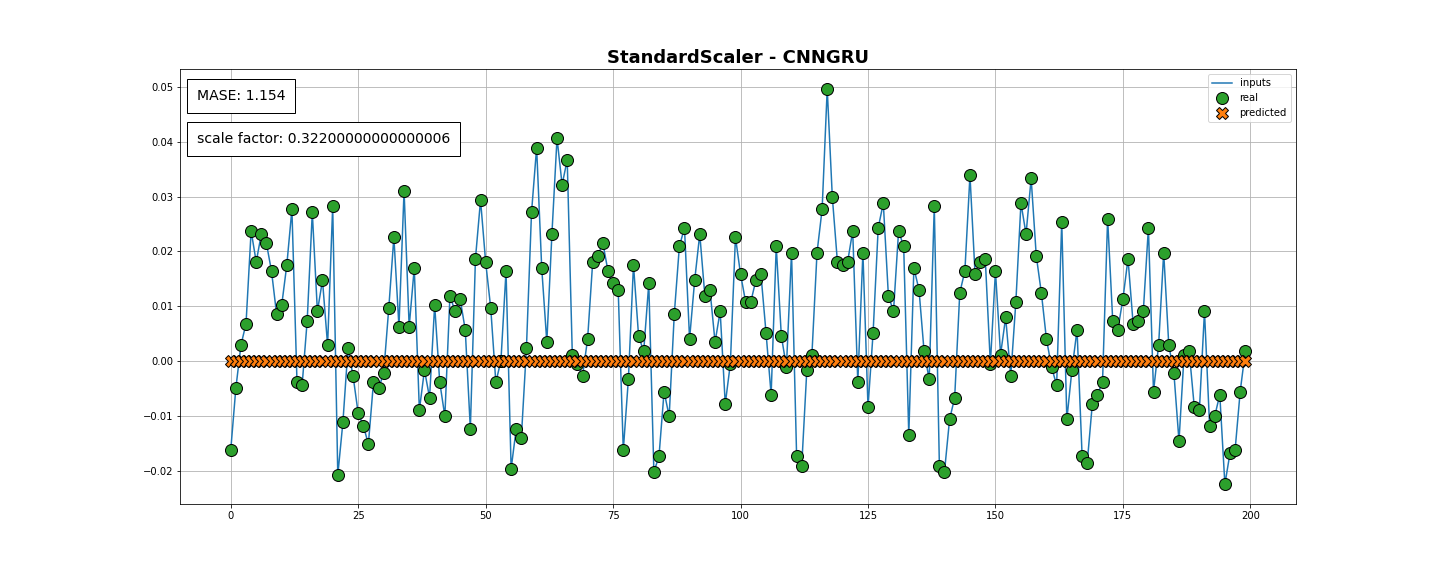 StandardScaler - CNNGRU
MASE: 1.154
scale factor: 0.32200000000000006
inputs
real
predicted
0.05
0.04
0.03
0.02
0.01
0.00
−0.01
−0.02
0 25 50 75 100 125 150 175 200